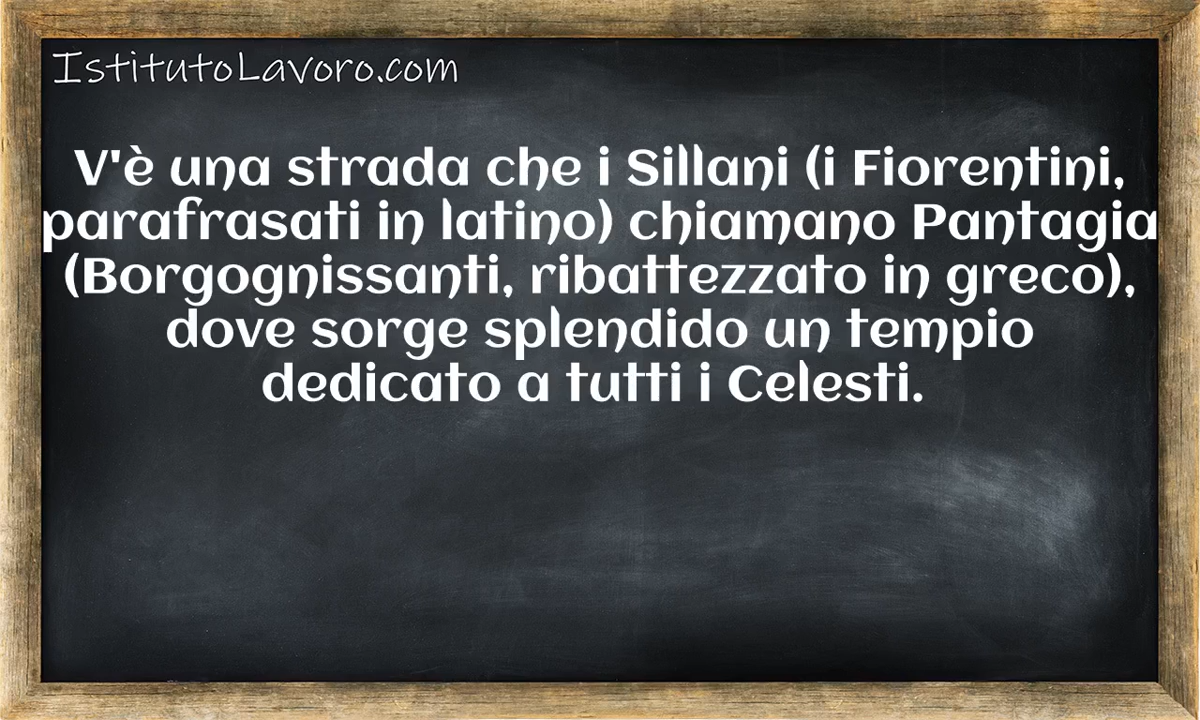 IstitutoLavoro.com
V'è una strada che i Sillani (i Fiorentini,
parafrasati in latino) chiamano Pantagia
(Borgognissanti, ribattezzato in greco),
dove sorge splendido un tempio
dedicato a tutti i Celesti.